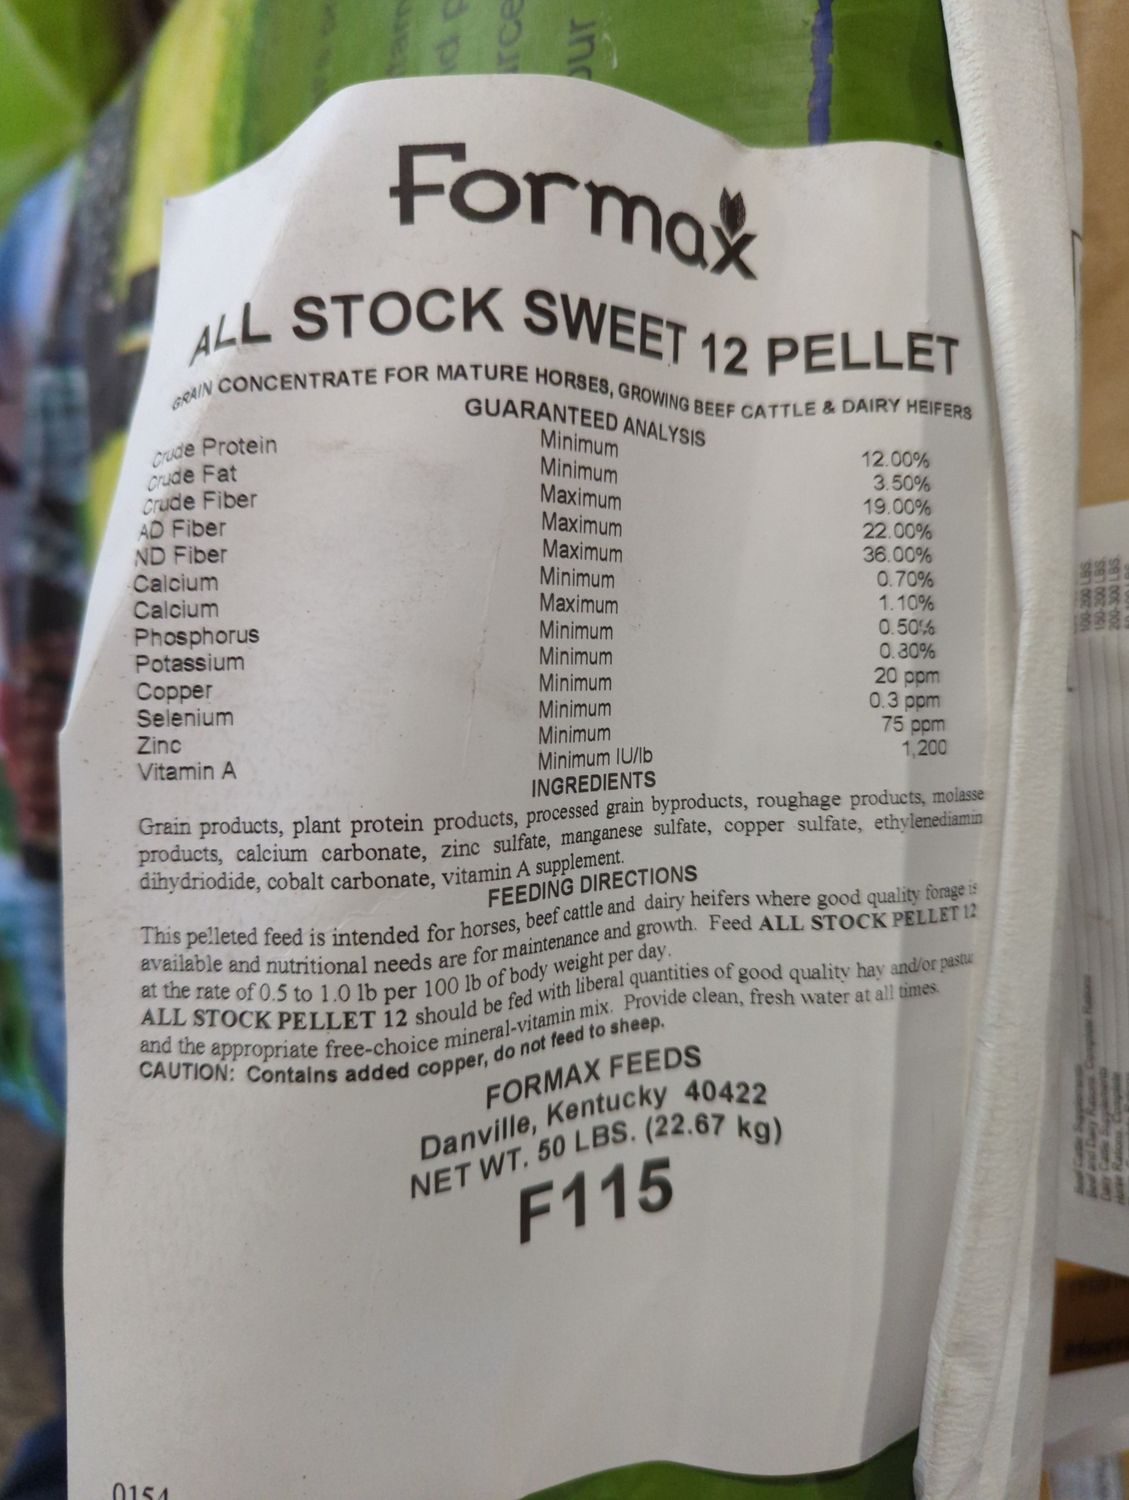 Formax
ALL STOCK SWEET 12 PELLET
GRAIN CONCENTRATE FOR MATURE HORSES, GROWING BEEF CATTLE & DAIRY HEIFERS
GUARANTEED ANALYSIS
Crude Protein Minimum 12.00%
Crude Fat Minimum 3.50%
Crude Fiber Maximum 19.00%
AD Fiber Maximum 22.00%
ND Fiber Maximum 36.00%
Calcium Minimum 0.70%
Calcium Maximum 1.10%
Phosphorus Minimum 0.50%
Potassium Minimum 0.30%
Copper Minimum 20 ppm
Selenium Minimum 0.3 ppm
Zinc Minimum 75 ppm
Vitamin A Minimum IU/lb 1,200
INGREDIENTS
Grain products, plant protein products, processed grain byproducts, roughage products, molasse
products, calcium carbonate, zinc sulfate, manganese sulfate, copper sulfate, ethylenediamin
dihydriodide, cobalt carbonate, vitamin A supplement.
FEEDING DIRECTIONS
This pelleted feed is intended for horses, beef cattle and dairy heifers where good quality forage is
available and nutritional needs are for maintenance and growth. Feed ALL STOCK PELLET 12
at the rate of 0.5 to 1.0 lb per 100 lb of body weight per day.
ALL STOCK PELLET 12 should be fed with liberal quantities of good quality hay and/or pastu
and the appropriate free-choice mineral-vitamin mix. Provide clean, fresh water at all times.
CAUTION: Contains added copper, do not feed to sheep.
FORMAX FEEDS
Danville, Kentucky 40422
NET WT. 50 LBS. (22.67 kg)
F115
0154
100-200 LBS.
150-200 LBS.
200-300 LBS.